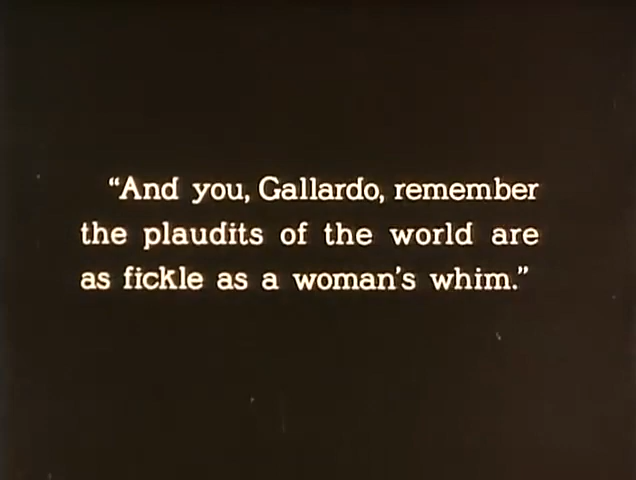 “And you, Gallardo, remember
the plaudits of the world are
as fickle as a woman’s whim.”